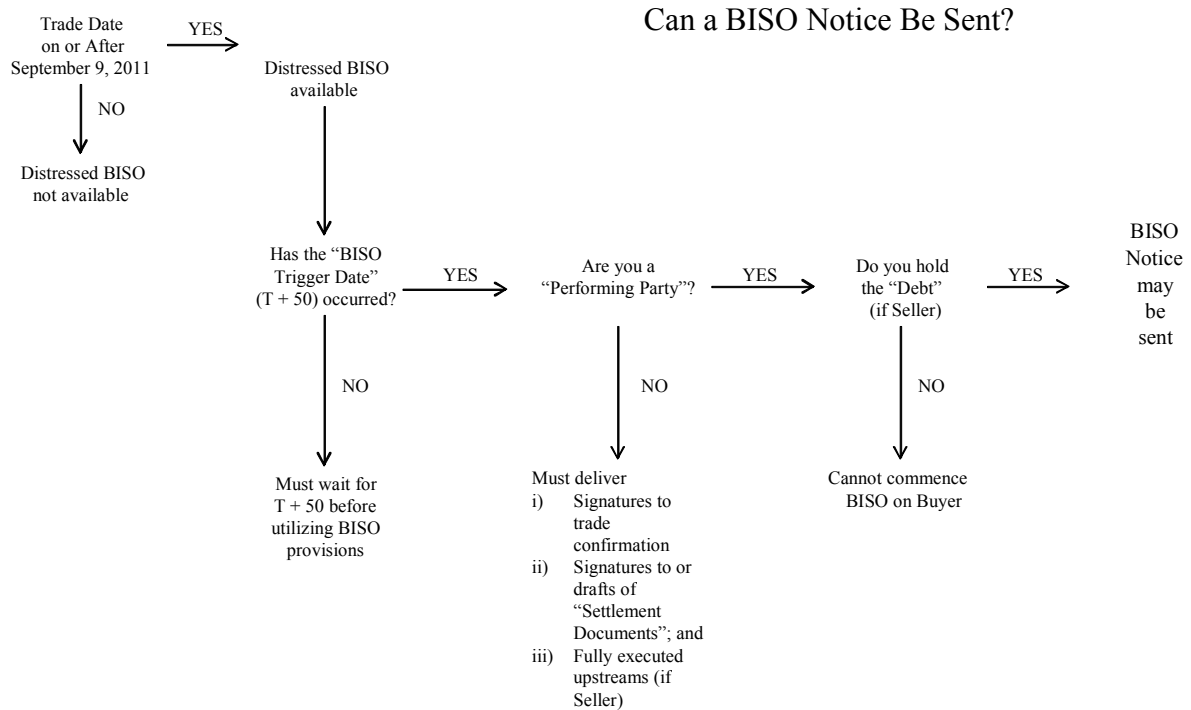 Can a BISO Notice Be Sent?
Trade Date
on or After
September 9, 2011
YES
NO
Distressed BISO
not available
Distressed BISO
available
Has the “BISO
Trigger Date”
(T + 50) occurred?
YES
NO
Must wait for
T + 50 before
utilizing BISO
provisions
Are you a
“Performing Party”?
YES
NO
Must deliver
i) Signatures to
trade
confirmation
ii) Signatures to or
drafts of
“Settlement
Documents”; and
iii) Fully executed
upstreams (if
Seller)
Do you hold
the “Debt”
(if Seller)
YES
NO
Cannot commence
BISO on Buyer
BISO
Notice
may
be
sent